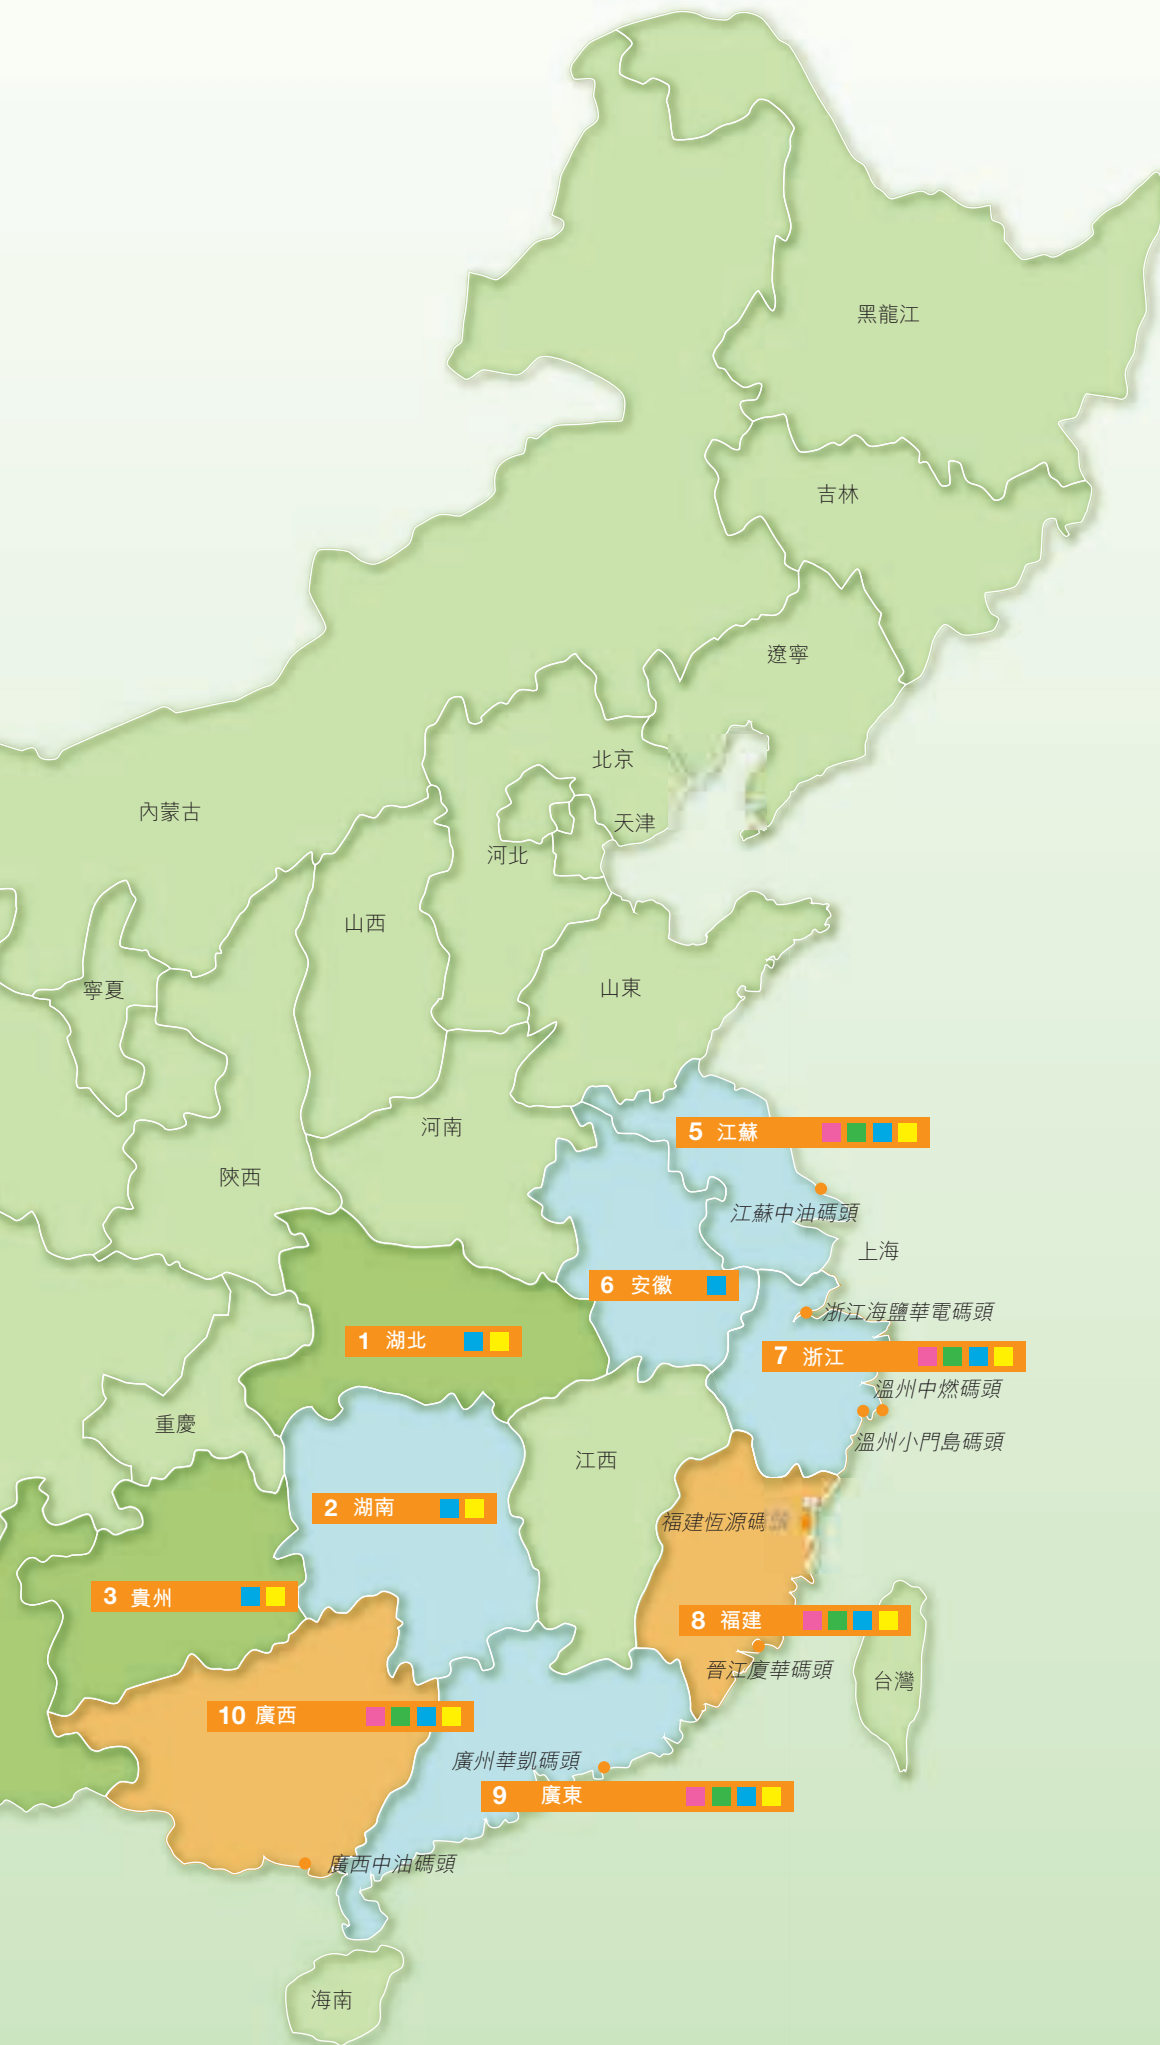 黑龍江
吉林
遼寧
北京
內蒙古
天津
河北
山西
寧夏
山東
河南
5 江蘇
陝西
江蘇中油碼頭
上海
6 安徽
浙江海鹽華電碼頭
1 湖北
7 浙江
溫州中燃碼頭
重慶
溫州小門島碼頭
江西
2 湖南
福建恆源碼
3 貴州
8 福建
晉江廈華碼頭
台灣
10 廣西
廣州華凱碼頭
9 廣東
廣西中油碼頭
海南